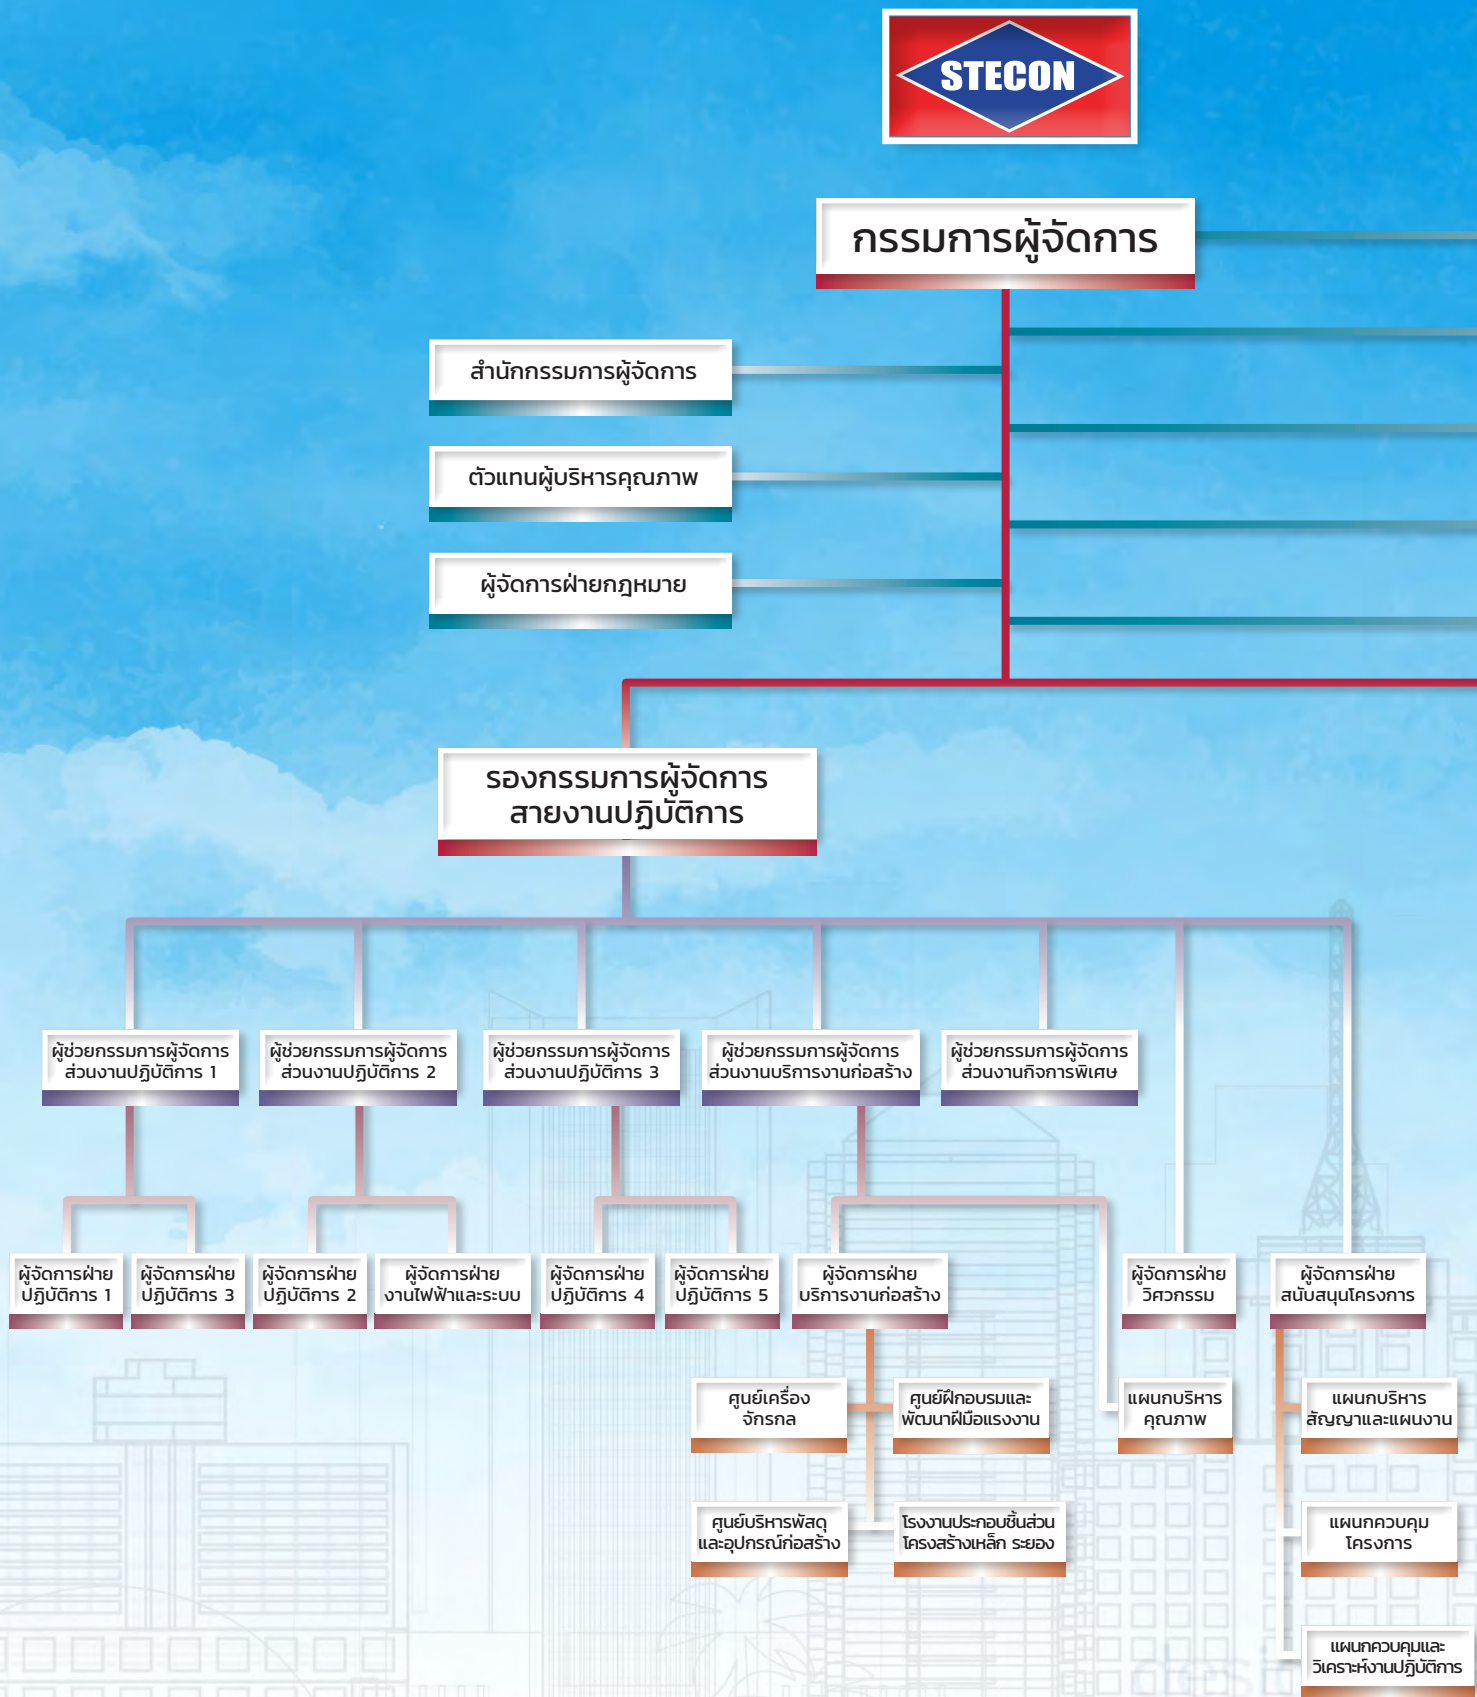 STECON
กรรมการผู้จัดการ
สำนักกรรมการผู้จัดการ
ตัวแทนผู้บริหารคุณภาพ
ผู้จัดการฝ่ายกฎหมาย
รองกรรมการผู้จัดการ
สายงานปฏิบัติการ
ผู้ช่วยกรรมการผู้จัดการ
ส่วนงานปฏิบัติการ 1
ผู้ช่วยกรรมการผู้จัดการ
ส่วนงานปฏิบัติการ 2
ผู้ช่วยกรรมการผู้จัดการ
ส่วนงานปฏิบัติการ 3
ผู้ช่วยกรรมการผู้จัดการ
ส่วนงานบริการงานก่อสร้าง
ผู้ช่วยกรรมการผู้จัดการ
ส่วนงานกิจการพิเศษ
ผู้จัดการฝ่าย
ปฏิบัติการ 1
ผู้จัดการฝ่าย
ปฏิบัติการ 3
ผู้จัดการฝ่าย
ปฏิบัติการ 2
ผู้จัดการฝ่าย
งานไฟฟ้าและระบบ
ผู้จัดการฝ่าย
ปฏิบัติการ 4
ผู้จัดการฝ่าย
ปฏิบัติการ 5
ผู้จัดการฝ่าย
บริการงานก่อสร้าง
ผู้จัดการฝ่าย
วิศวกรรม
ผู้จัดการฝ่าย
สนับสนุนโครงการ
ศูนย์เครื่อง
จักรกล
ศูนย์ฝึกอบรมและ
พัฒนาฝีมือแรงงาน
แผนกบริหาร
คุณภาพ
แผนกบริหาร
สัญญาและแผนงาน
ศูนย์บริหารพัสดุ
และอุปกรณ์ก่อสร้าง
โรงงานประกอบชิ้นส่วน
โครงสร้างเหล็ก ระยอง
แผนกควบคุม
โครงการ
แผนกควบคุมและ
วิเคราะห์งานปฏิบัติการ